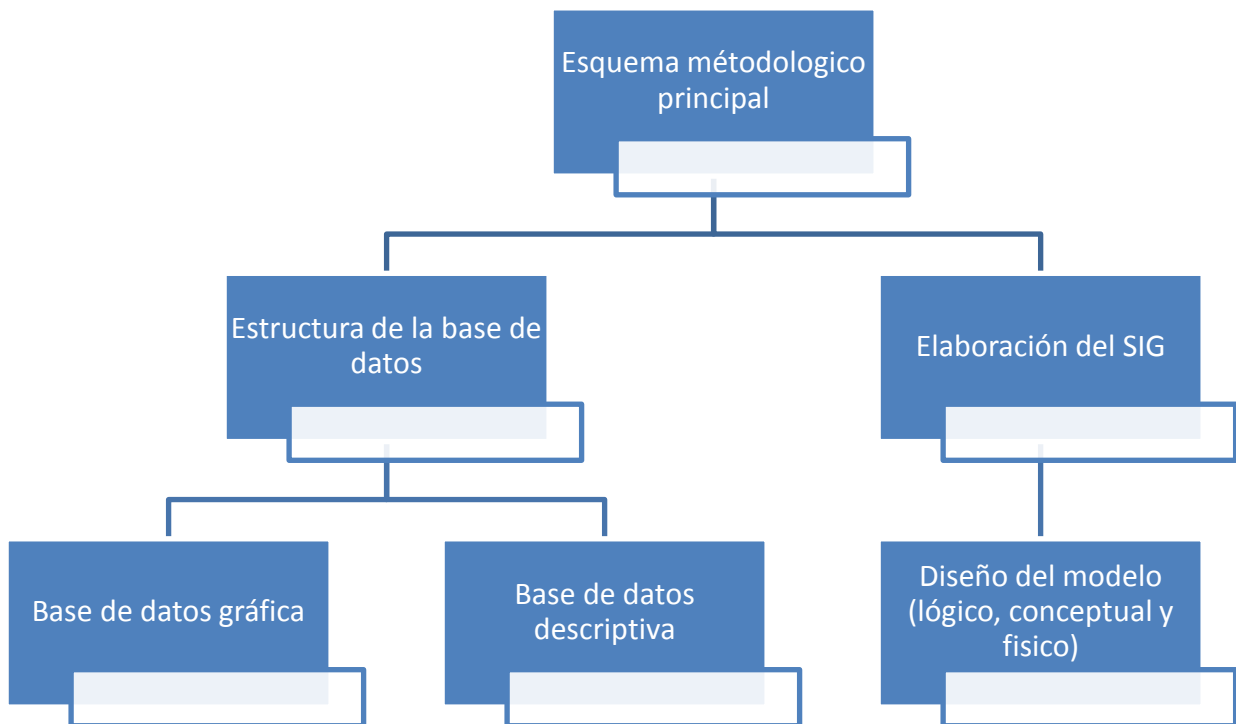 Esquema métodologico
principal
Estructura de la base de
datos
Elaboración del SIG
Base de datos gráfica
Base de datos
descriptiva
Diseño del modelo
(lógico, conceptual y
fisico)